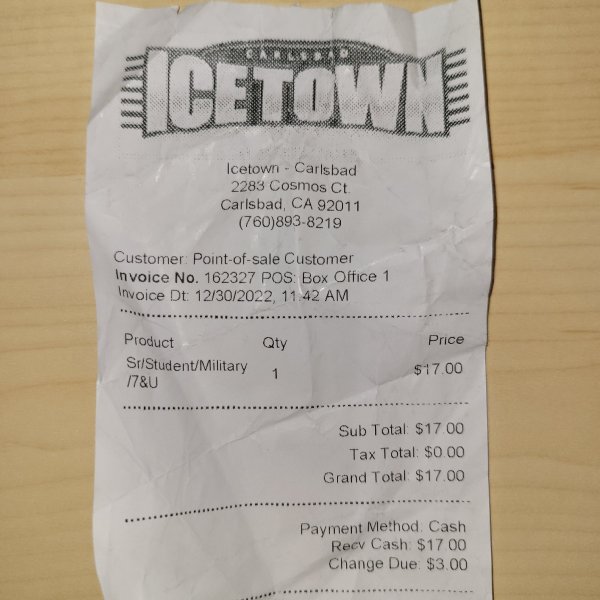 CARLSBAD
ICETOWN
Icetown - Carlsbad
2283 Cosmos Ct.
Carlsbad, CA 92011
(760)893-8219
Customer: Point-of-sale Customer
Invoice No. 162327 POS: Box Office 1
Invoice Dt: 12/30/2022, 11:42 AM
Product Qty Price
Sr/Student/Military
/7&U 1 $17.00
Sub Total: $17.00
Tax Total: $0.00
Grand Total: $17.00
Payment Method: Cash
Recv Cash: $17.00
Change Due: $3.00